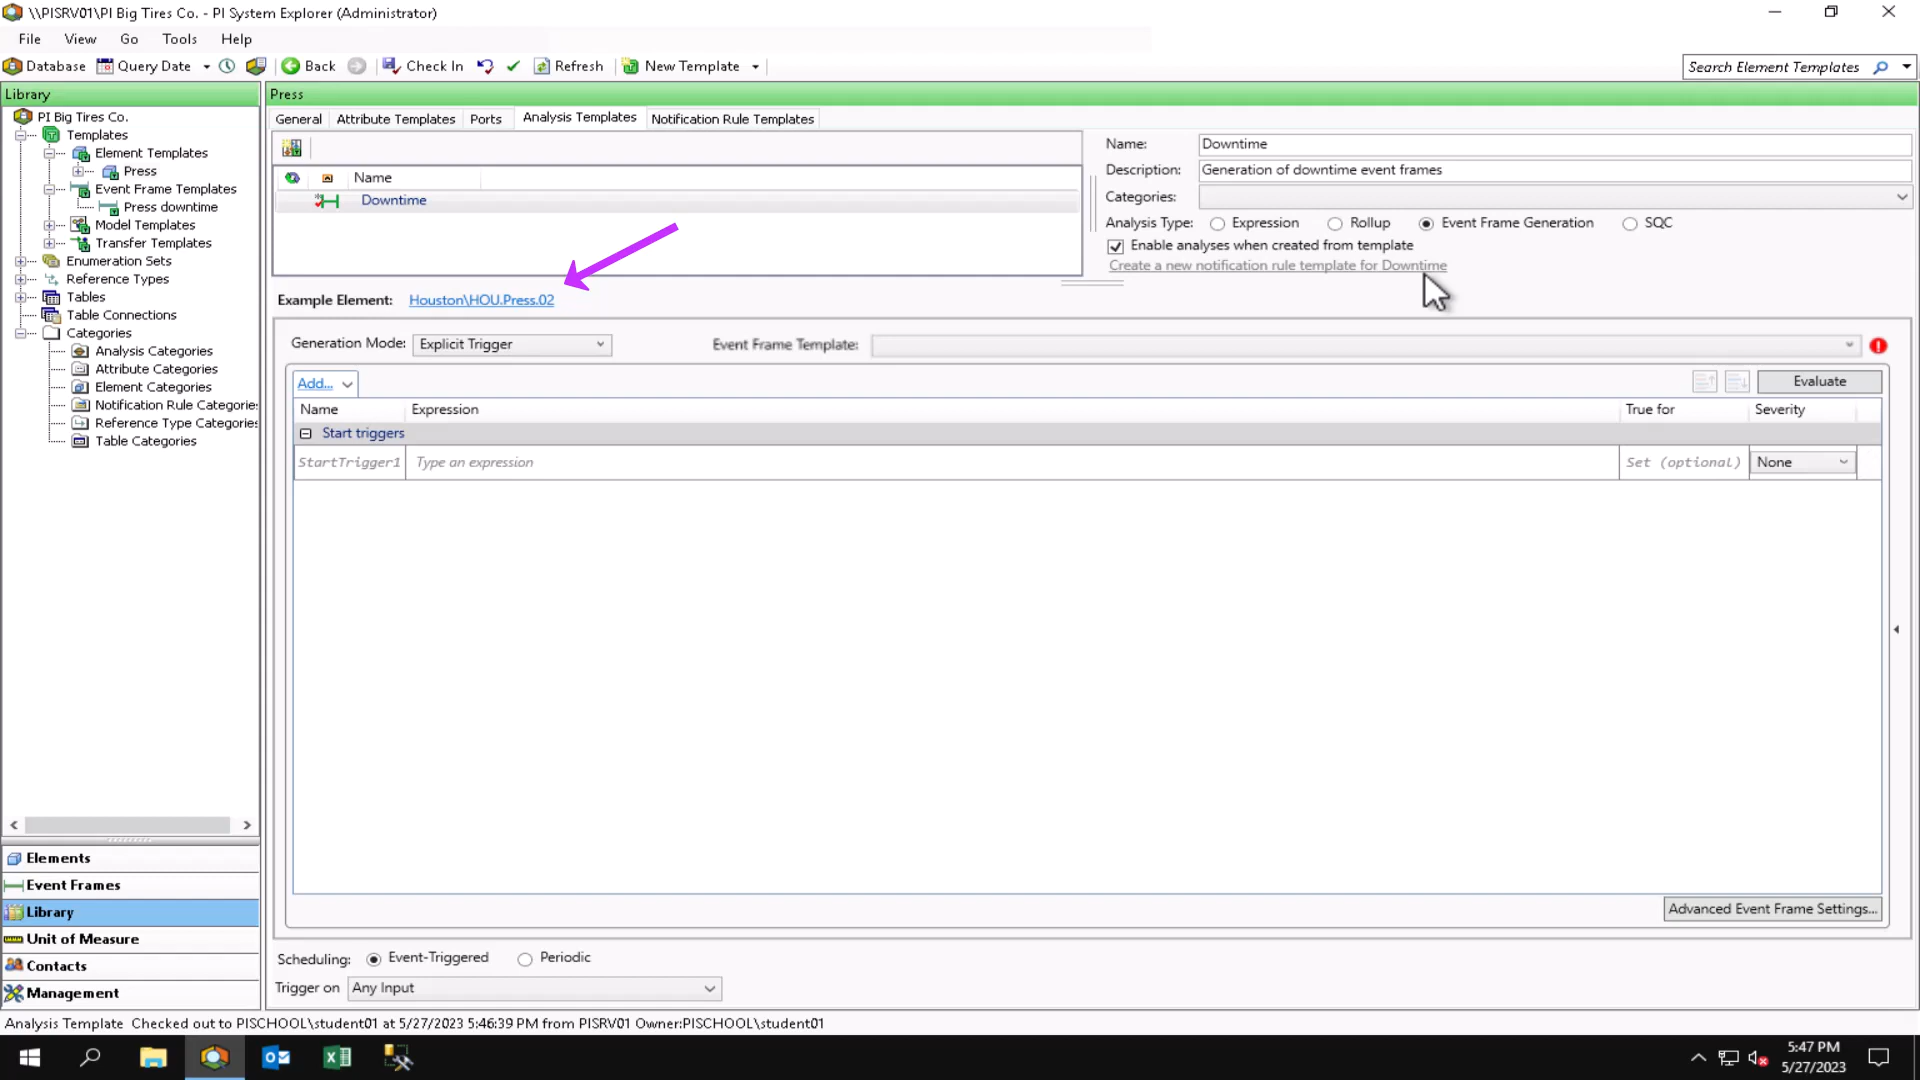 \\PISRV01\PI Big Tires Co. - PI System Explorer (Administrator)
File View Go Tools Help
Database Query Date Back Check In Refresh New Template Search Element Templates
Library
Press
PI Big Tires Co.
Templates
Element Templates
Press
Event Frame Templates
Press downtime
Model Templates
Transfer Templates
Enumeration Sets
Reference Types
Tables
Table Connections
Categories
Analysis Categories
Attribute Categories
Element Categories
Notification Rule Categorie
Reference Type Categorie
Table Categories
Elements
Event Frames
Library
Unit of Measure
Contacts
Management
General Attribute Templates Ports Analysis Templates Notification Rule Templates
Name
Downtime
Name: Downtime
Description: Generation of downtime event frames
Categories:
Analysis Type: Expression Rollup Event Frame Generation SQC
Enable analyses when created from template
Create a new notification rule template for Downtime
Example Element: Houston\HOU.Press.02
Generation Mode: Explicit Trigger Event Frame Template:
Add... Evaluate
Name Expression True for Severity
Start triggers
StartTrigger1 Type an expression Set (optional) None
Advanced Event Frame Settings...
Scheduling: Event-Triggered Periodic
Trigger on Any Input
Analysis Template Checked out to PISCHOOL\student01 at 5/27/2023 5:46:39 PM from PISRV01 Owner:PISCHOOL\student01
5:47 PM
5/27/2023